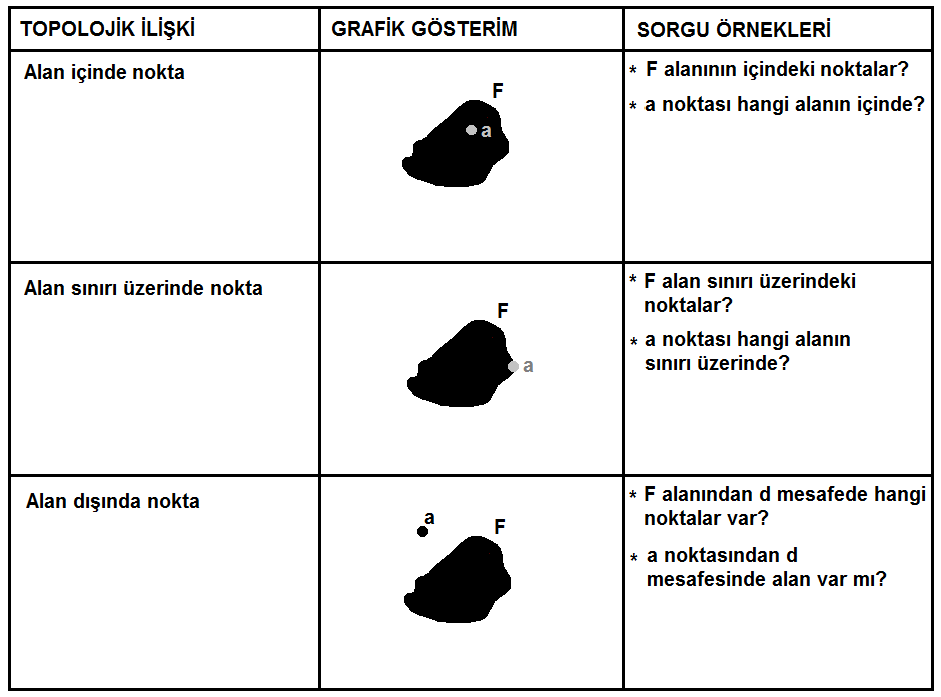 TOPOLOJİK İLİŞKİ
GRAFİK GÖSTERİM
SORGU ÖRNEKLERİ
Alan içinde nokta
F
a
* F alanının içindeki noktalar?
* a noktası hangi alanın içinde?
Alan sınırı üzerinde nokta
F
a
* F alan sınırı üzerindeki
noktalar?
* a noktası hangi alanın
sınırı üzerinde?
Alan dışında nokta
a
F
* F alanından d mesafede hangi
noktalar var?
* a noktasından d
mesafesinde alan var mı?